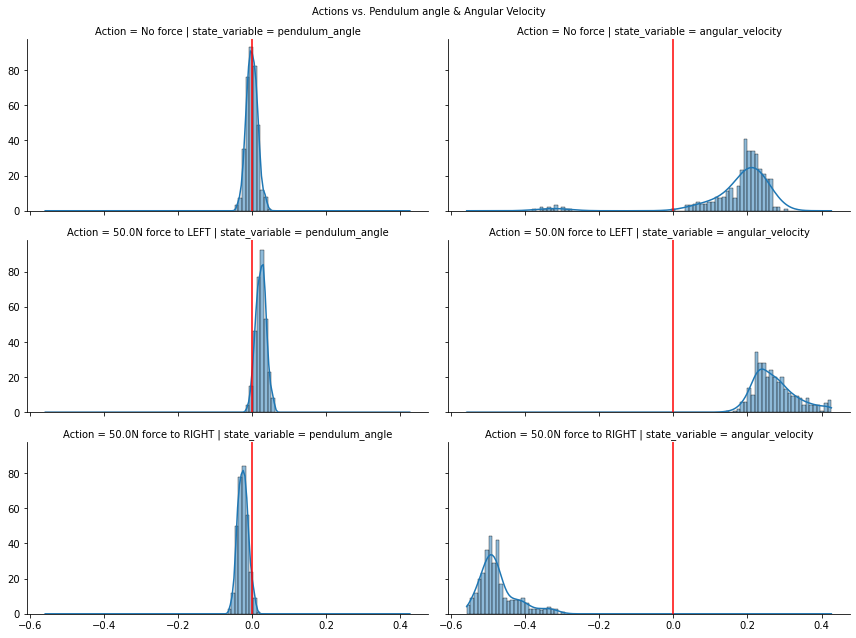 Actions vs. Pendulum angle & Angular Velocity
Action = No force | state_variable = pendulum_angle
Action = No force | state_variable = angular_velocity
80
60
40
20
0
Action = 50.0N force to LEFT | state_variable = pendulum_angle
Action = 50.0N force to LEFT | state_variable = angular_velocity
80
60
40
20
0
Action = 50.0N force to RIGHT | state_variable = pendulum_angle
Action = 50.0N force to RIGHT | state_variable = angular_velocity
80
60
40
20
0
−0.6 −0.4 −0.2 0.0 0.2 0.4
−0.6 −0.4 −0.2 0.0 0.2 0.4